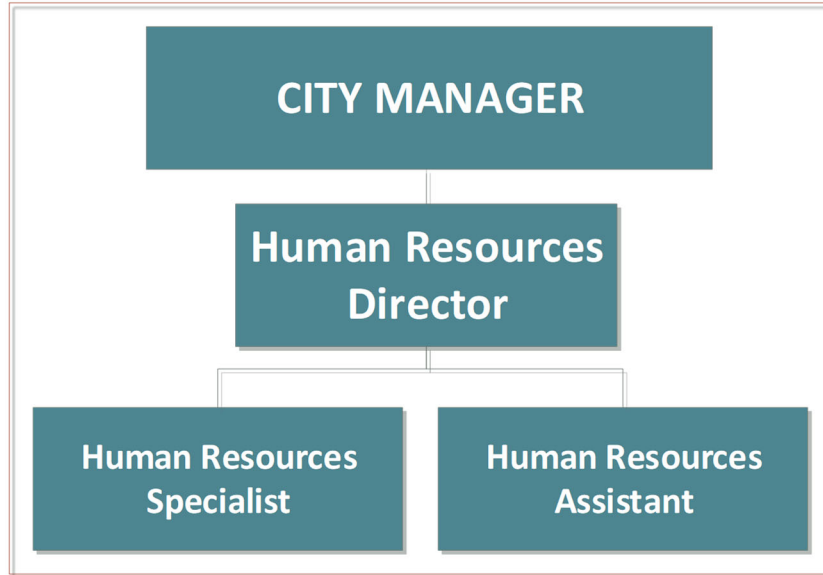 CITY MANAGER
Human Resources
Director
Human Resources
Specialist
Human Resources
Assistant